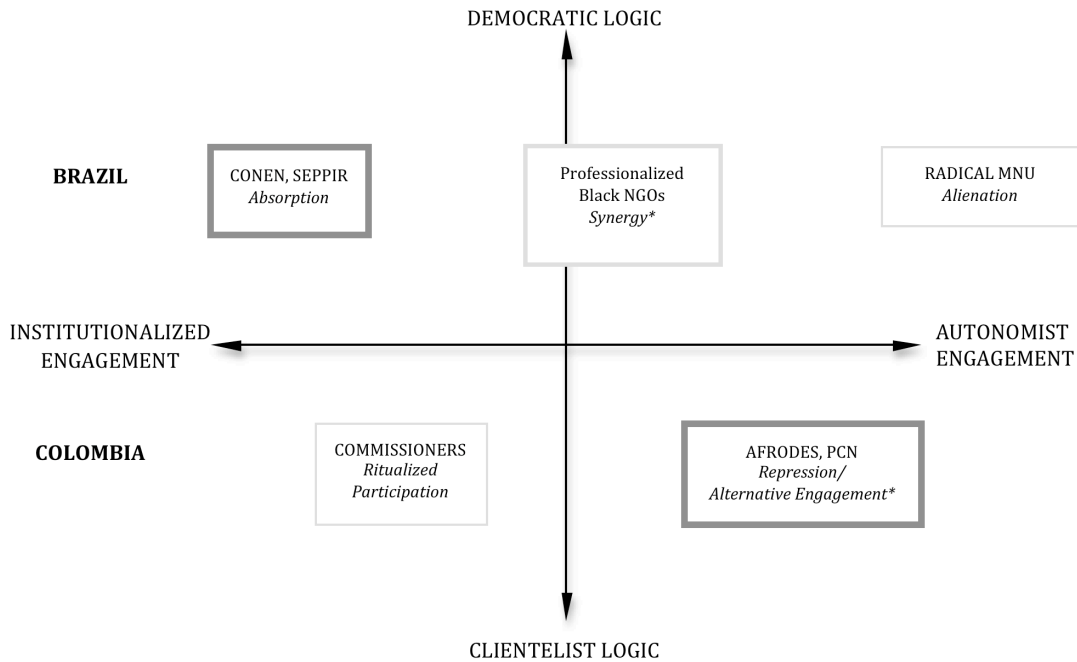 DEMOCRATIC LOGIC
BRAZIL
CONEN, SEPPIR
Absorption
Professionalized
Black NGOs
Synergy*
RADICAL MNU
Alienation
INSTITUTIONALIZED
ENGAGEMENT
AUTONOMIST
ENGAGEMENT
COLOMBIA
COMMISSIONERS
Ritualized
Participation
AFRODES, PCN
Repression/
Alternative Engagement*
CLIENTELIST LOGIC